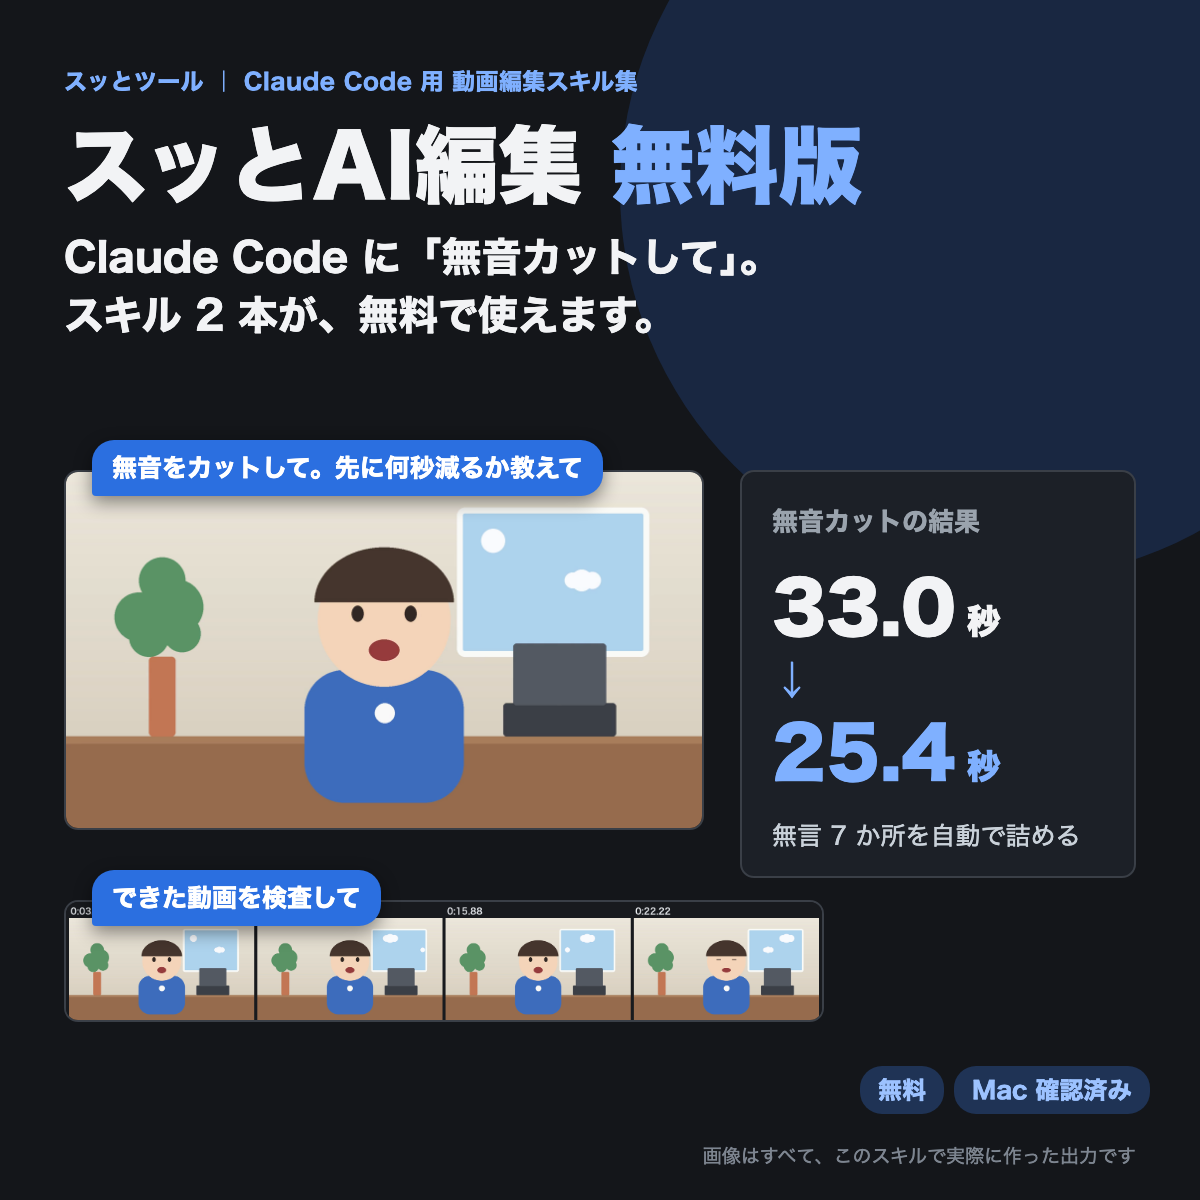 スッとツール ｜ Claude Code 用 動画編集スキル集
スッとAI編集 無料版
Claude Code に「無音カットして」。
スキル 2 本が、無料で使えます。
無音をカットして。先に何秒減るか教えて
無音カットの結果
33.0 秒
↓
25.4 秒
無言 7 か所を自動で詰める
できた動画を検査して
0:03
0:15.88
0:22.22
無料
Mac 確認済み
画像はすべて、このスキルで実際に作った出力です